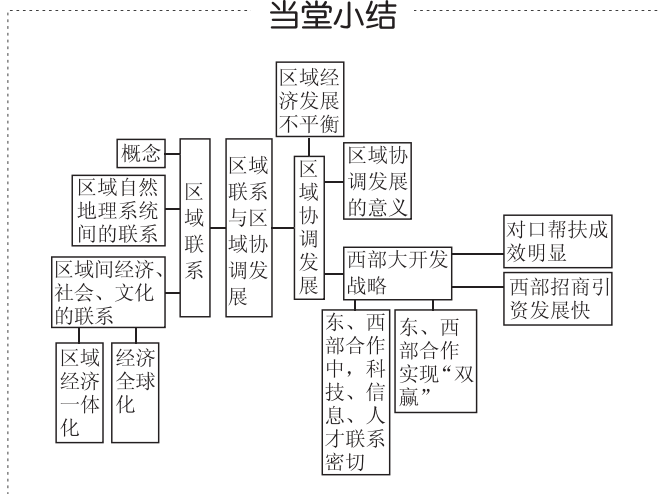 当堂小结
区域经
济发展
不平衡
概念
区域自然
地理系统
间的联系
区域间经济、
社会、文化
的联系
区域
经济
一体
化
经济
全球
化
区
域
联
系
区域
联系
与区
域协
调发
展
区
域
协
调
发
展
区域协
调发展
的意义
西部大开发
战略
对口帮扶成
效明显
西部招商引
资发展快
东、西
部合作
中，科
技、信
息、人
才联系
密切
东、西
部合作
实现“双
赢”